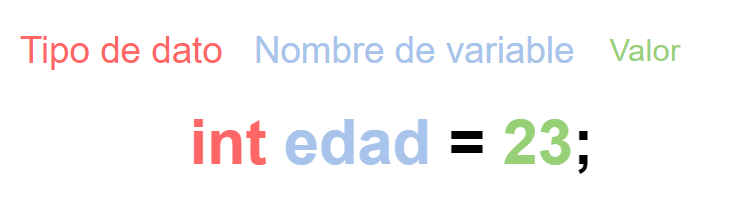 Tipo de dato Nombre de variable Valor
int edad = 23;